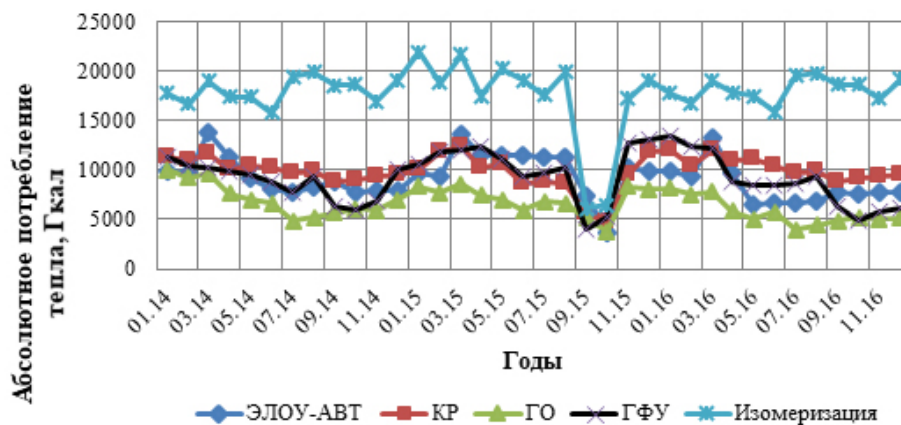 Абсолютное потребление
тепла, Гкал
25000
20000
15000
10000
5000
0
01.14 03.14 05.14 07.14 09.14 11.14 01.15 03.15 05.15 07.15 09.15 11.15 01.16 03.16 05.16 07.16 09.16 11.16
Годы
ЭЛОУ-АВТ КР ГО ГФУ Изомеризация